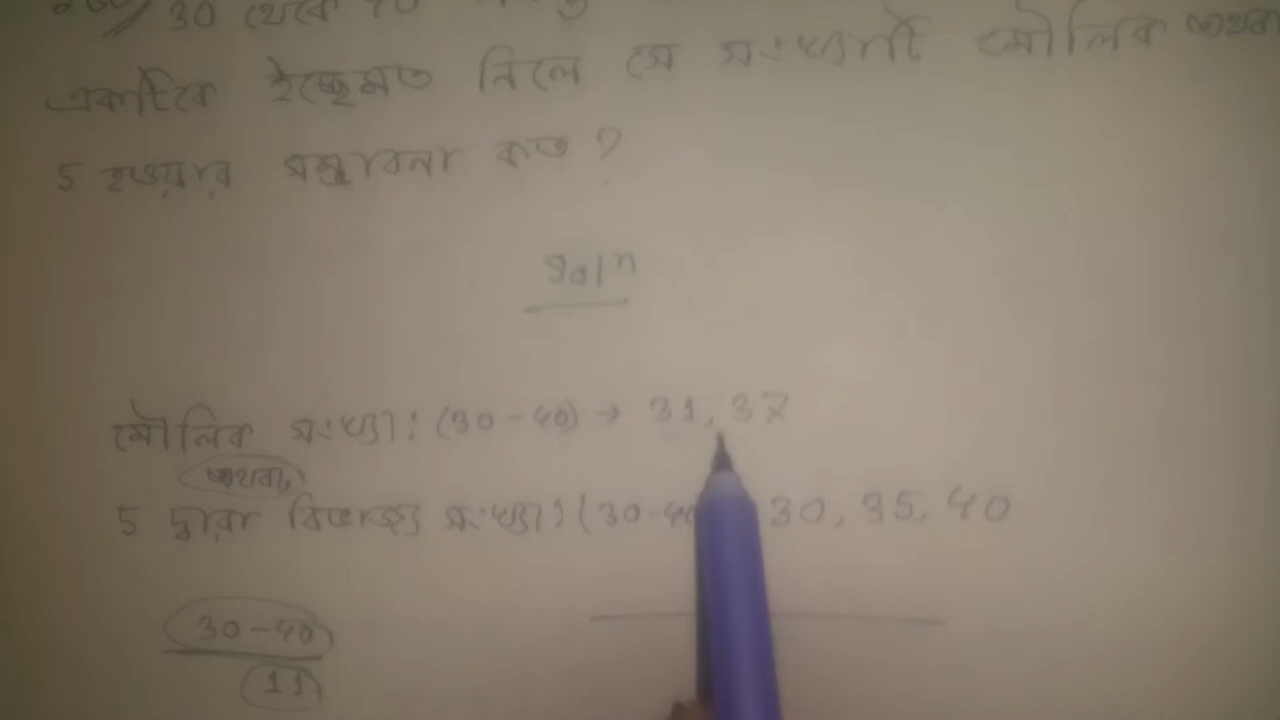 30 থেকে 40
একটিকে ইচ্ছেমত নিলে সে সংখ্যাটি মৌলিক অথবা
5 হওয়ার সম্ভাবনা কত ?
Solⁿ
মৌলিক সংখ্যা : (30-40) → 31, 37
অথবা
5 দ্বারা বিভাজ্য সংখ্যা : (30-40 30, 35, 40
30-40
11